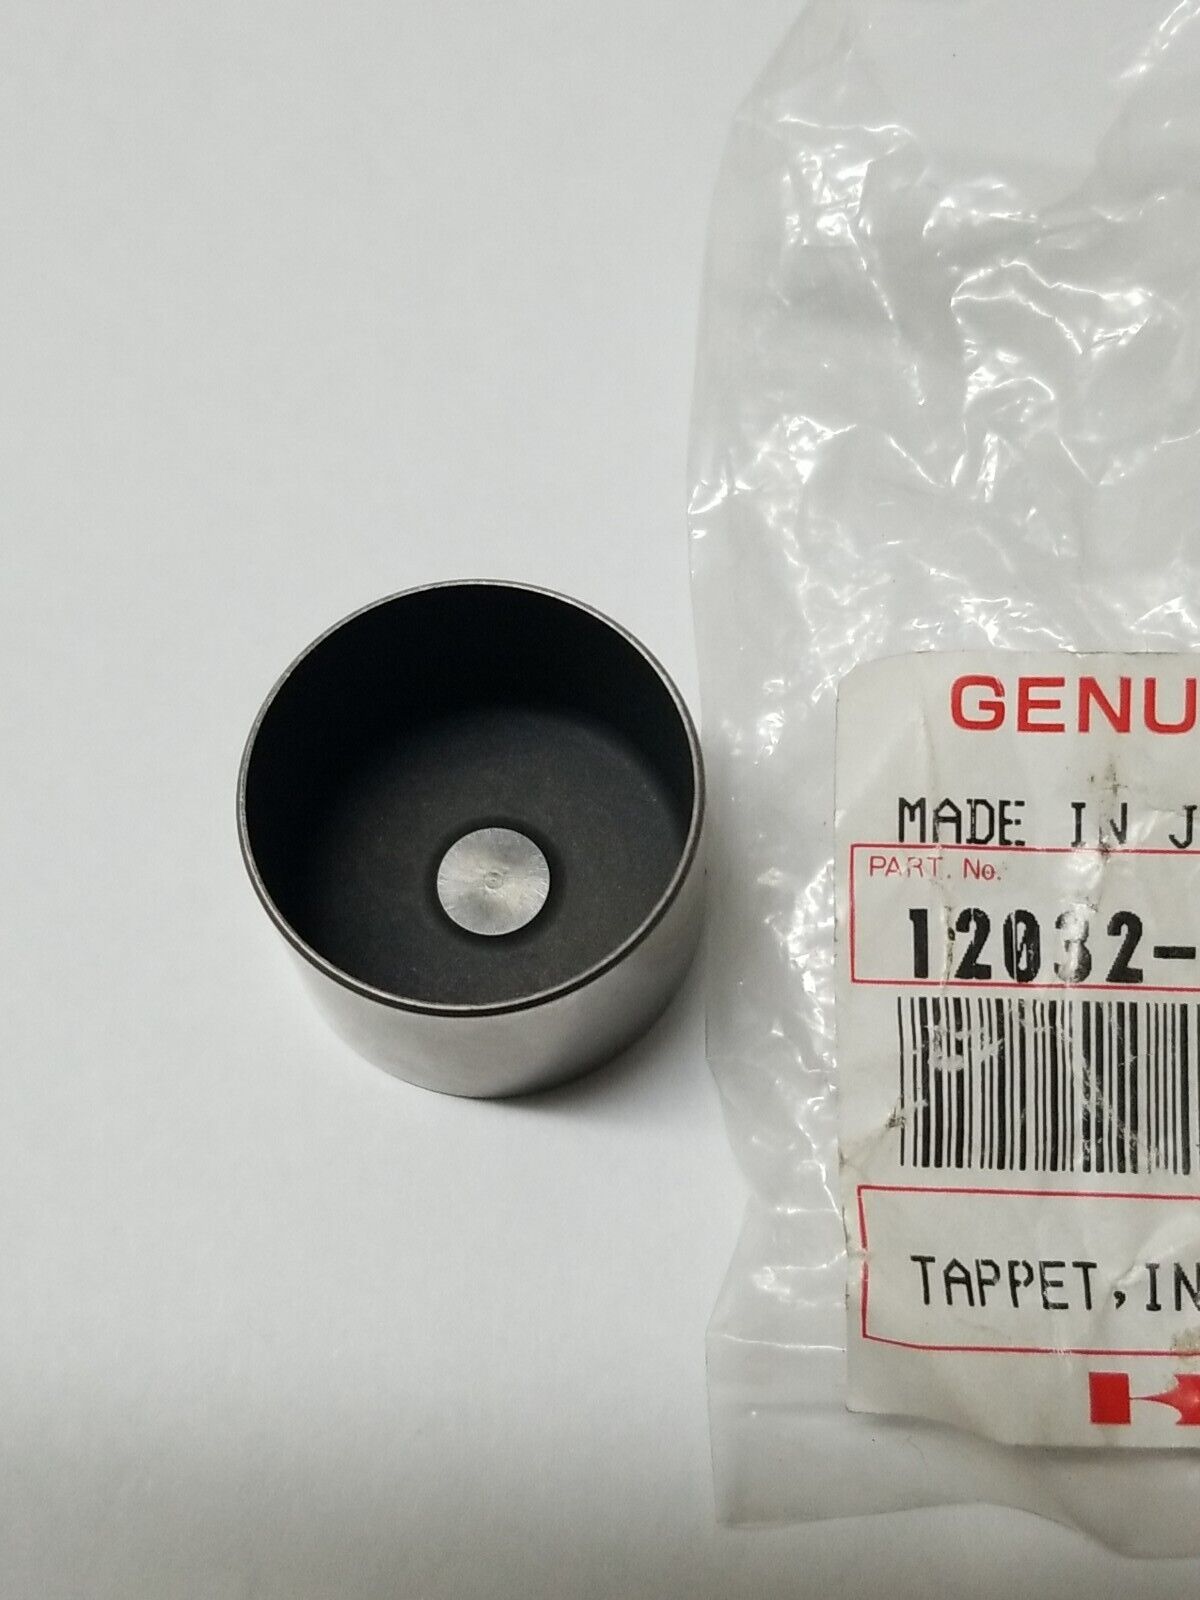 GENU
MADE IN J
PART. No.
12032-
TAPPET,IN